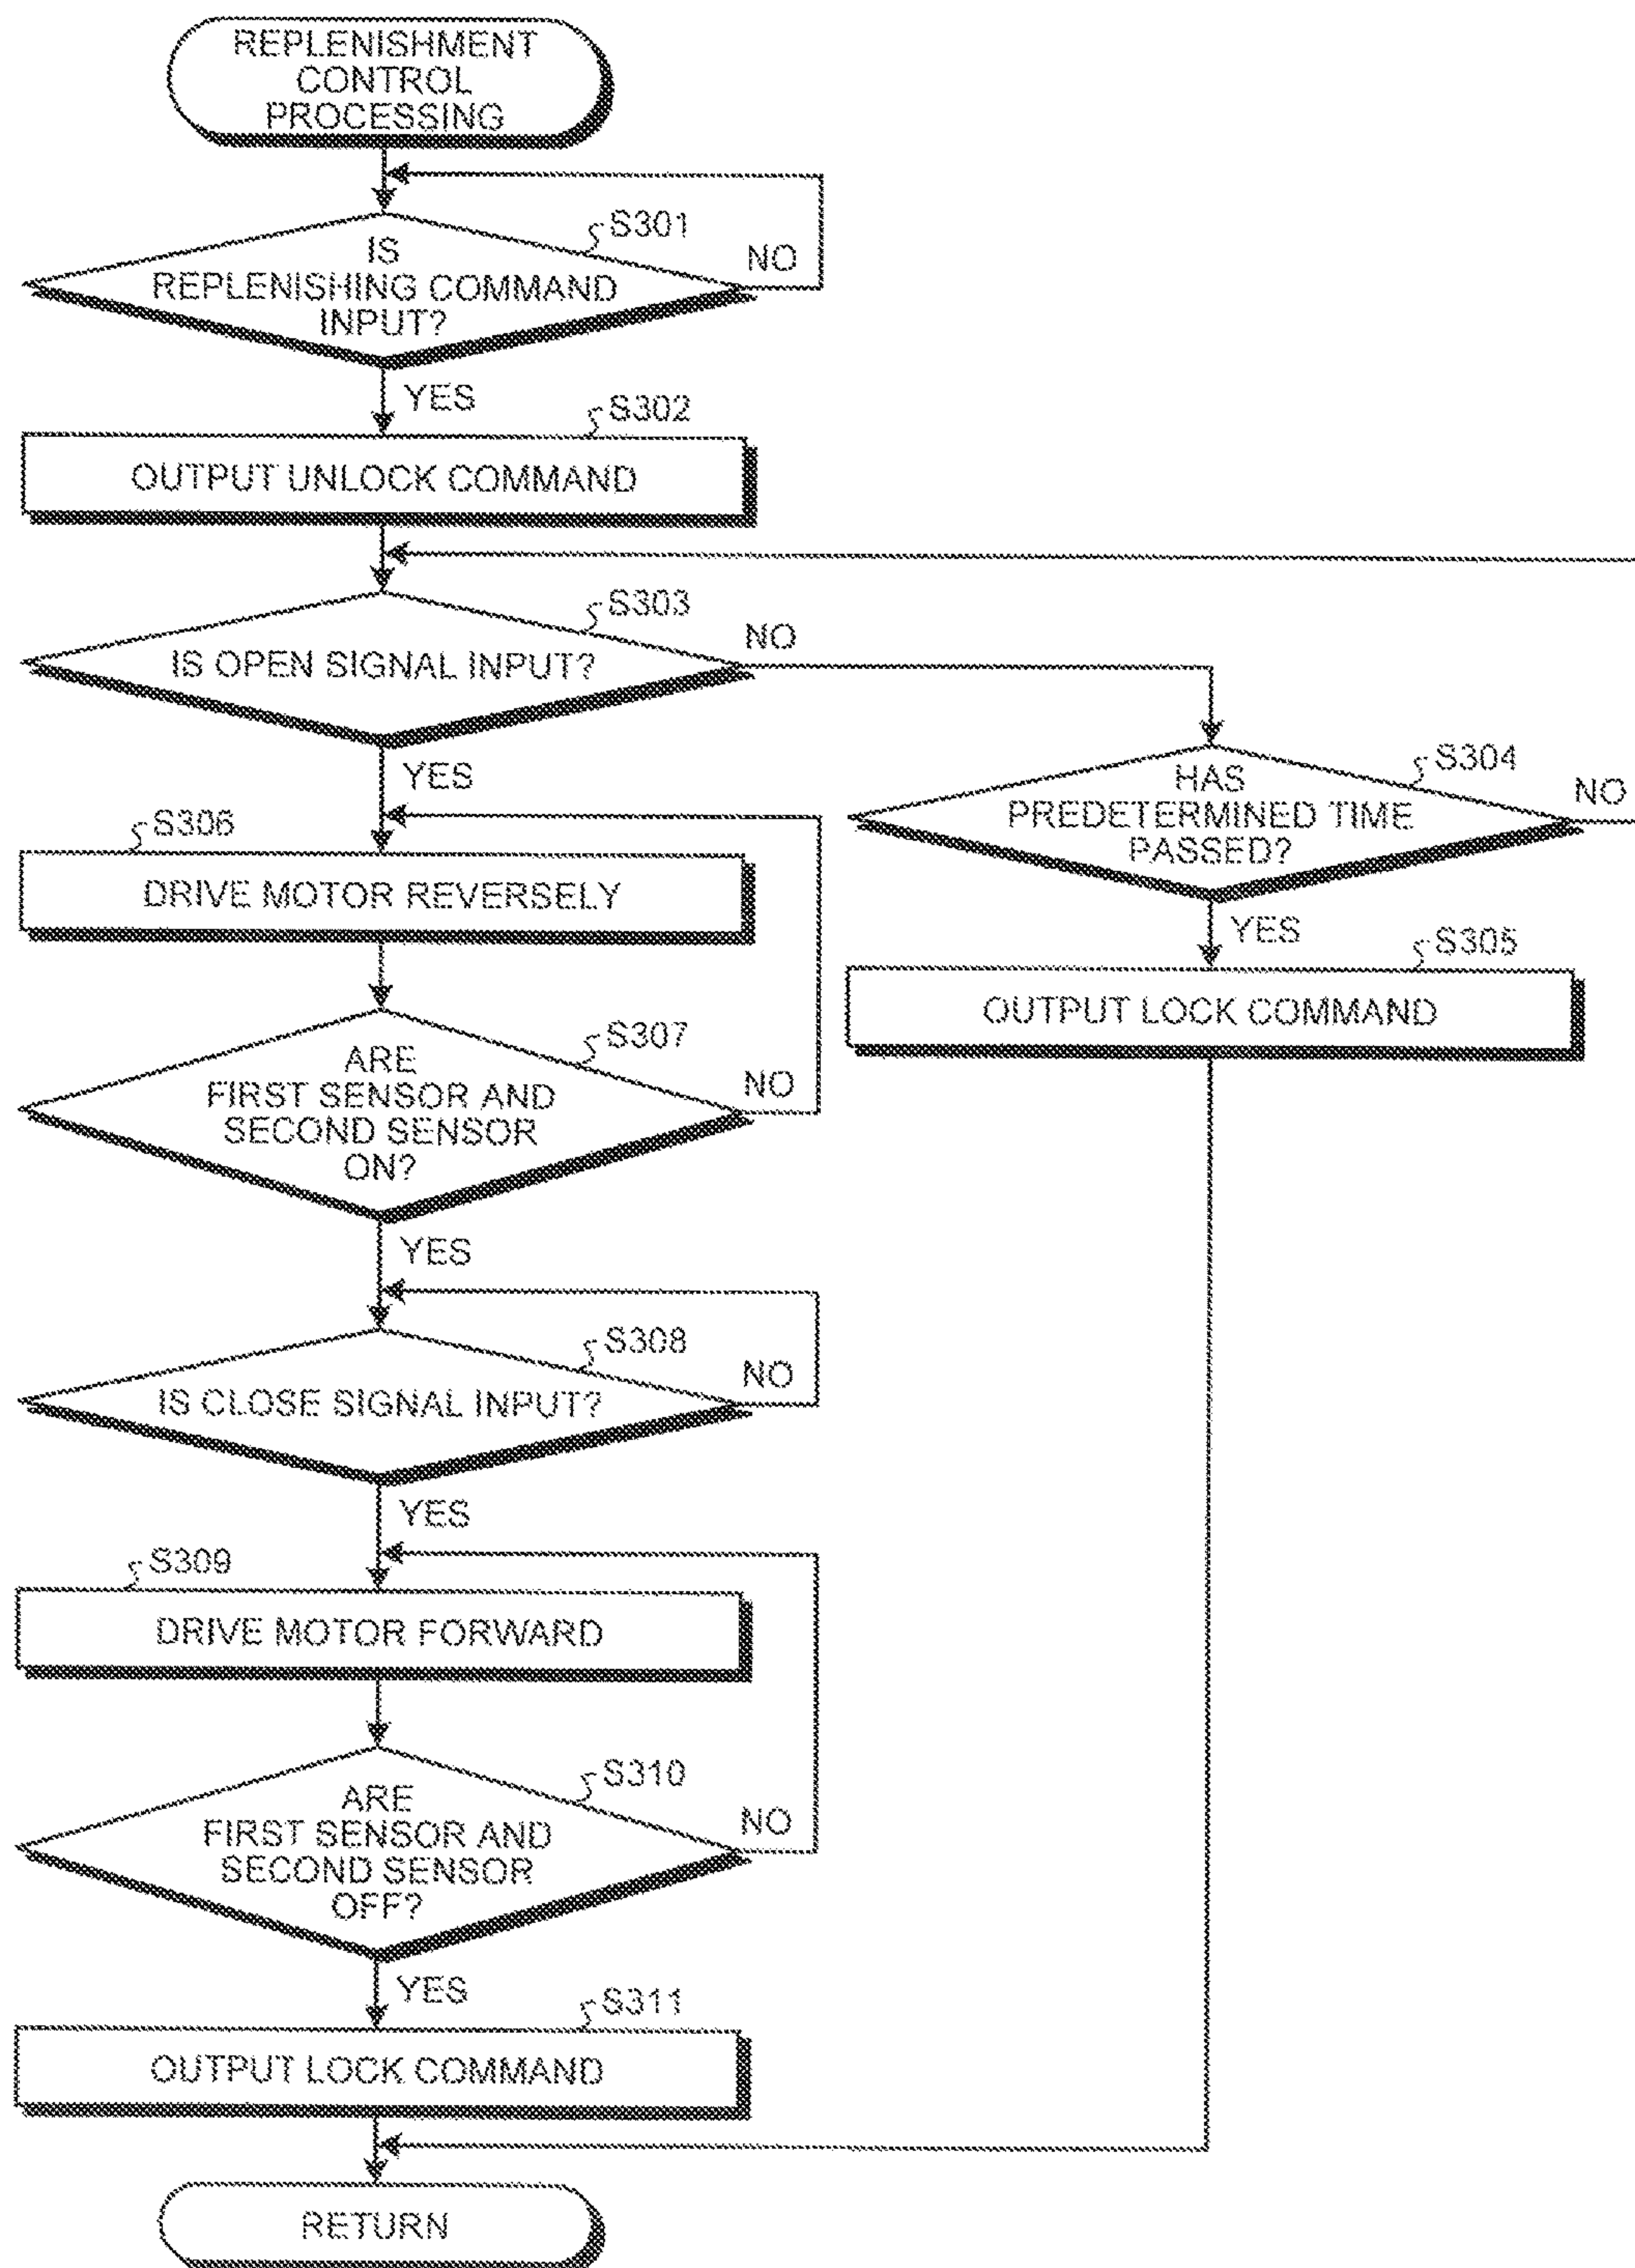 REPLENISHMENT
CONTROL
PROCESSING
S301
IS
REPLENISHING COMMAND
INPUT?
NO
YES
S302
OUTPUT UNLOCK COMMAND
S303
IS OPEN SIGNAL INPUT?
NO
YES
S304
HAS
PREDETERMINED TIME
PASSED?
NO
YES
S305
OUTPUT LOCK COMMAND
S306
DRIVE MOTOR REVERSELY
S307
ARE
FIRST SENSOR AND
SECOND SENSOR
ON?
NO
YES
S308
IS CLOSE SIGNAL INPUT?
NO
YES
S309
DRIVE MOTOR FORWARD
S310
ARE
FIRST SENSOR AND
SECOND SENSOR
OFF?
NO
YES
S311
OUTPUT LOCK COMMAND
RETURN